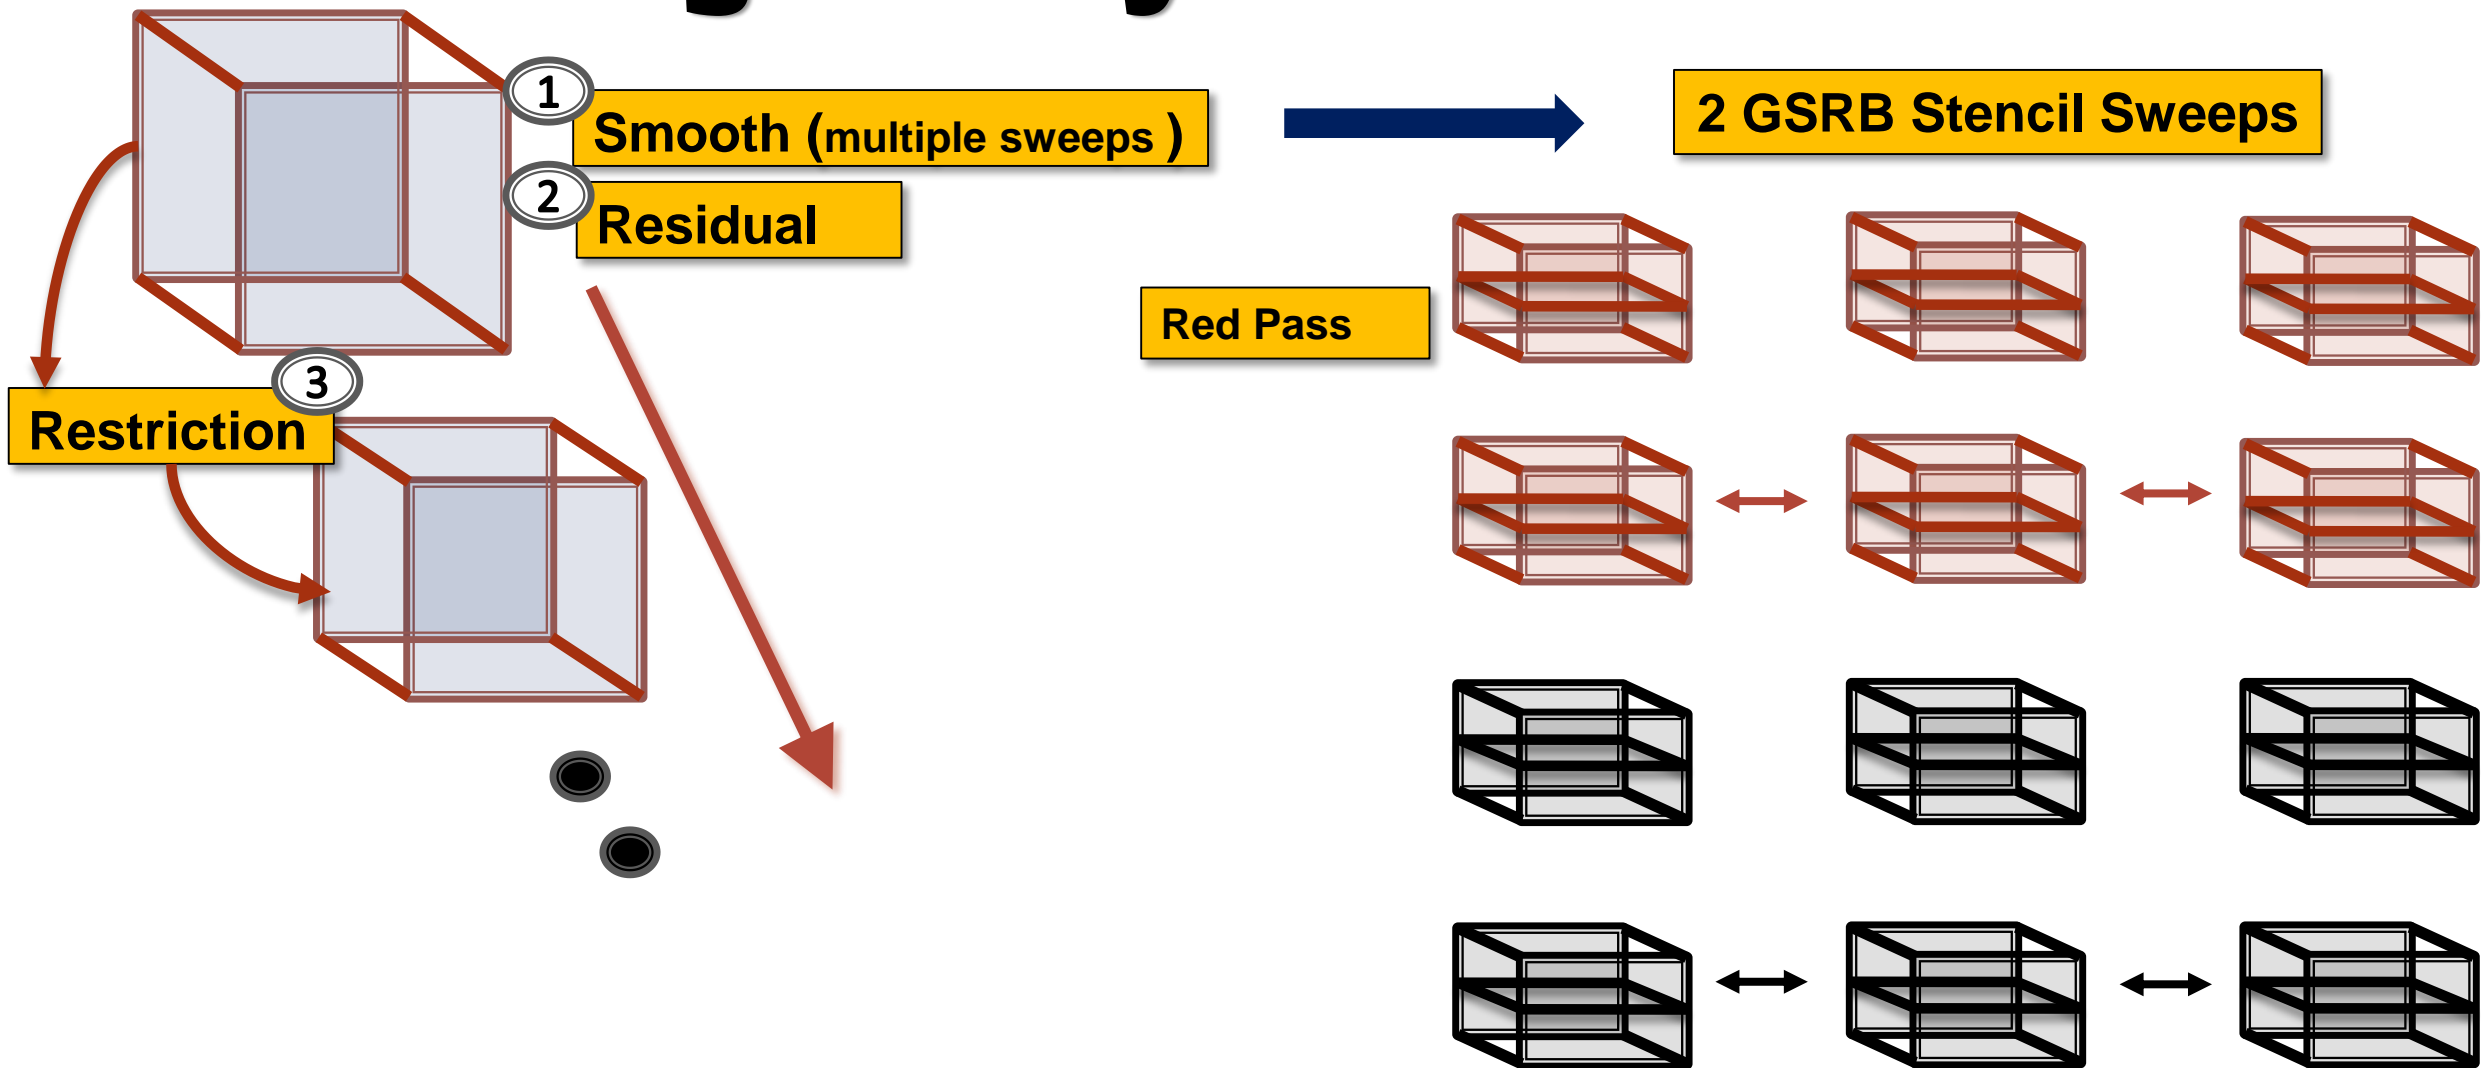 1
Smooth (multiple sweeps )
2 GSRB Stencil Sweeps
2
Residual
Red Pass
3
Restriction